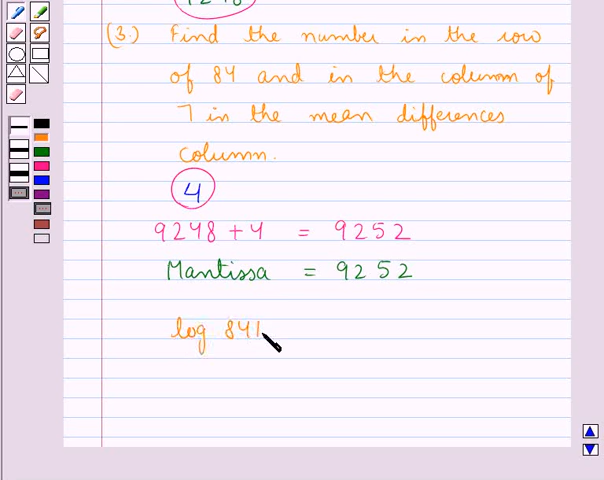 (3.) Find the number in the row
of 84 and in the column of
7 in the mean differences
column.
4
9248 + 4 = 9252
Mantissa = 9252
log 841